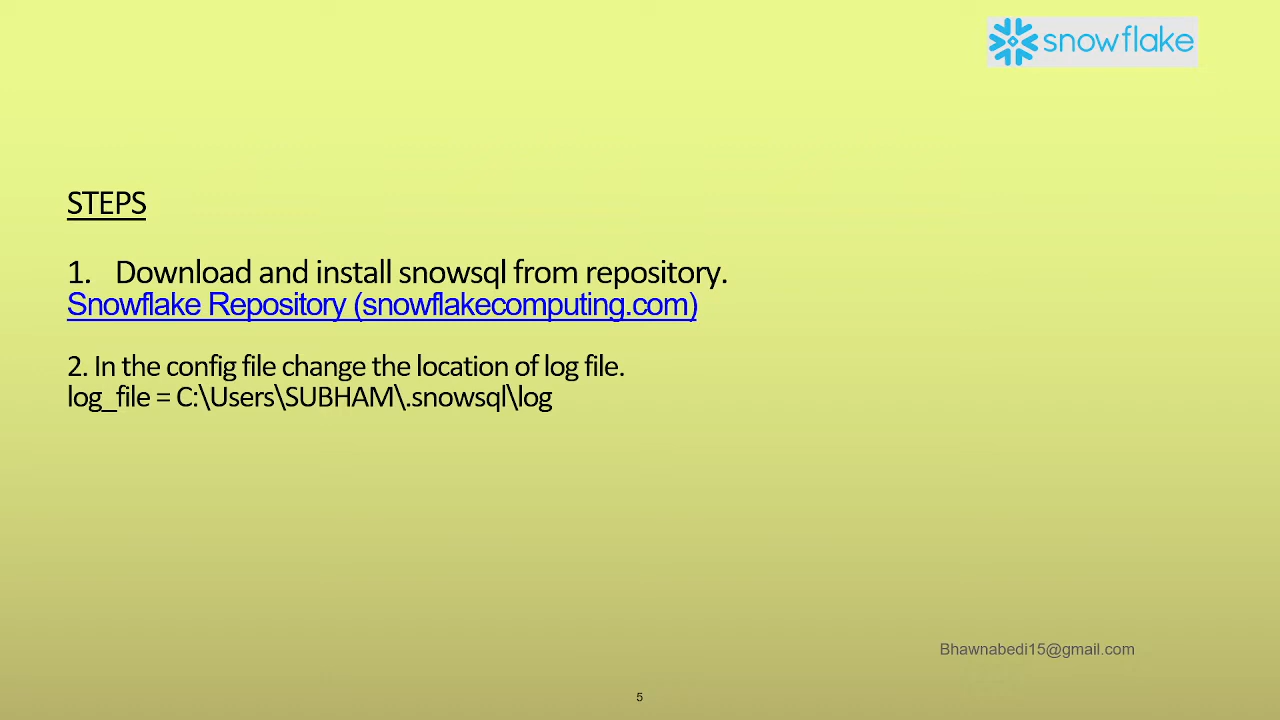 snowflake
STEPS
1. Download and install snowsql from repository.
Snowflake Repository (snowflakecomputing.com)
2. In the config file change the location of log file.
log_file = C:\Users\SUBHAM\.snowsql\log
Bhawnabedi15@gmail.com
5